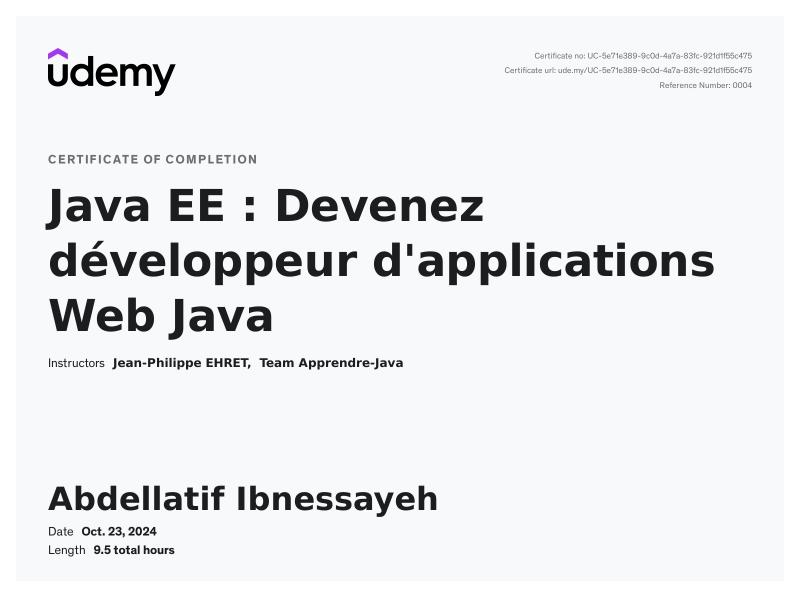 udemy
Certificate no: UC-5e71e389-9c0d-4a7a-83fc-921d1f55c475
Certificate url: ude.my/UC-5e71e389-9c0d-4a7a-83fc-921d1f55c475
Reference Number: 0004
CERTIFICATE OF COMPLETION
Java EE : Devenez
développeur d'applications
Web Java
Instructors Jean-Philippe EHRET, Team Apprendre-Java
Abdellatif Ibnessayeh
Date Oct. 23, 2024
Length 9.5 total hours